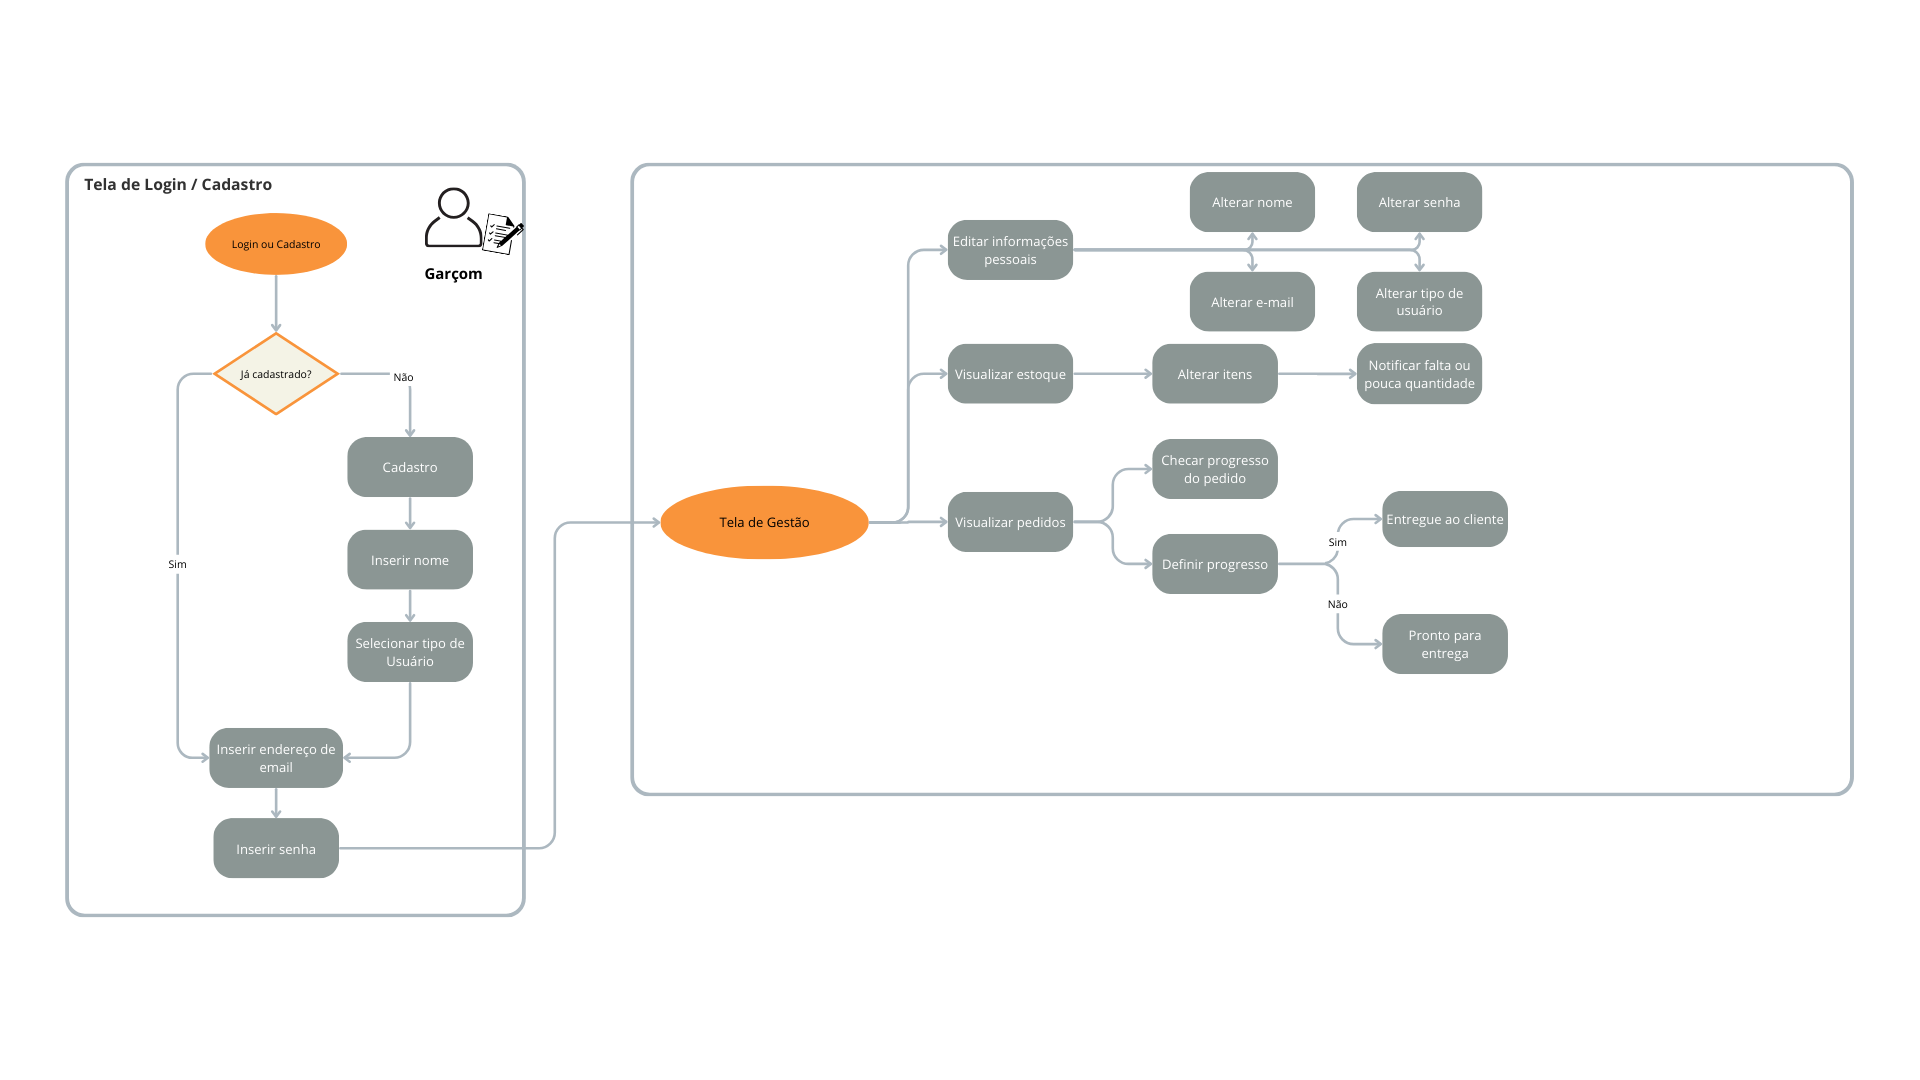 Tela de Login / Cadastro
Login ou Cadastro
Garçom
Já cadastrado?
Não
Cadastro
Inserir nome
Sim
Selecionar tipo de
Usuário
Inserir endereço de
email
Inserir senha
Tela de Gestão
Editar informações
pessoais
Alterar nome
Alterar senha
Alterar e-mail
Alterar tipo de
usuário
Visualizar estoque
Alterar itens
Notificar falta ou
pouca quantidade
Visualizar pedidos
Checar progresso
do pedido
Definir progresso
Sim
Entregue ao cliente
Não
Pronto para
entrega